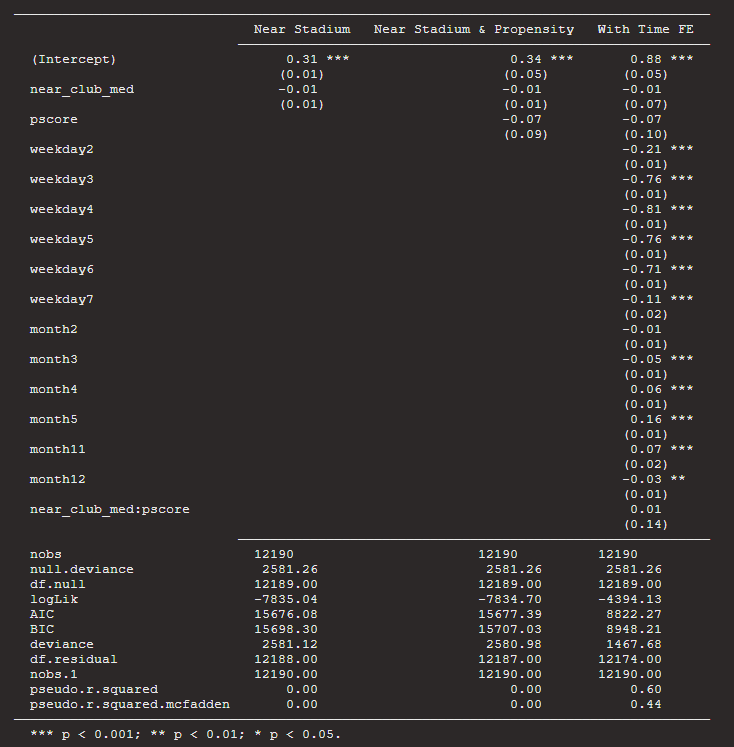 Near Stadium Near Stadium & Propensity With Time FE
(Intercept) 0.31 *** 0.34 *** 0.88 ***
(0.01) (0.05) (0.05)
near_club_med -0.01 -0.01 -0.01
(0.01) (0.01) (0.07)
pscore -0.07 -0.07
(0.09) (0.10)
weekday2 -0.21 ***
(0.01)
weekday3 -0.76 ***
(0.01)
weekday4 -0.81 ***
(0.01)
weekday5 -0.76 ***
(0.01)
weekday6 -0.71 ***
(0.01)
weekday7 -0.11 ***
(0.02)
month2 -0.01
(0.01)
month3 -0.05 ***
(0.01)
month4 0.06 ***
(0.01)
month5 0.16 ***
(0.01)
month11 0.07 ***
(0.02)
month12 -0.03 **
(0.01)
near_club_med:pscore 0.01
(0.14)
nobs 12190 12190 12190
null.deviance 2581.26 2581.26 2581.26
df.null 12189.00 12189.00 12189.00
logLik -7835.04 -7834.70 -4394.13
AIC 15676.08 15677.39 8822.27
BIC 15698.30 15707.03 8948.21
deviance 2581.12 2580.98 1467.68
df.residual 12188.00 12187.00 12174.00
nobs.1 12190.00 12190.00 12190.00
pseudo.r.squared 0.00 0.00 0.60
pseudo.r.squared.mcfadden 0.00 0.00 0.44
*** p < 0.001; ** p < 0.01; * p < 0.05.